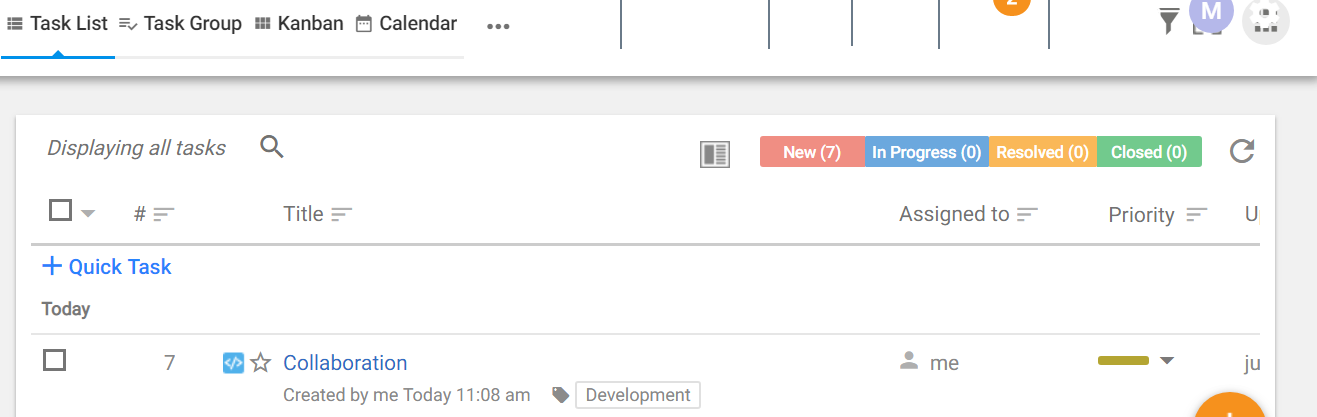 Task List Task Group Kanban Calendar ••• 2 M
Displaying all tasks New (7) In Progress (0) Resolved (0) Closed (0)
# Title Assigned to Priority
+ Quick Task
Today
7 </> Collaboration me ju
Created by me Today 11:08 am Development